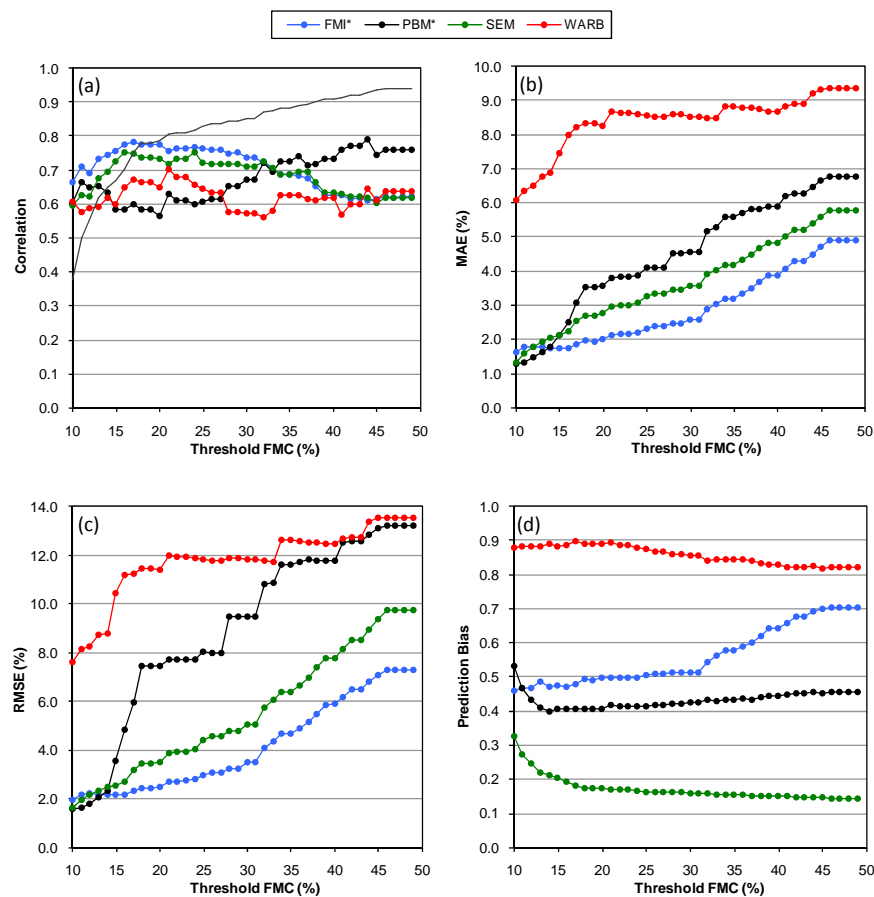 FMI* PBM* SEM WARB
(a)
1.0
0.9
0.8
0.7
0.6
0.5
0.4
0.3
0.2
0.1
0.0
Correlation
10 15 20 25 30 35 40 45 50
Threshold FMC (%)
(b)
10.0
9.0
8.0
7.0
6.0
5.0
4.0
3.0
2.0
1.0
0.0
MAE (%)
10 15 20 25 30 35 40 45 50
Threshold FMC (%)
(c)
14.0
12.0
10.0
8.0
6.0
4.0
2.0
0.0
RMSE (%)
10 15 20 25 30 35 40 45 50
Threshold FMC (%)
(d)
1.0
0.9
0.8
0.7
0.6
0.5
0.4
0.3
0.2
0.1
0.0
Prediction Bias
10 15 20 25 30 35 40 45 50
Threshold FMC (%)